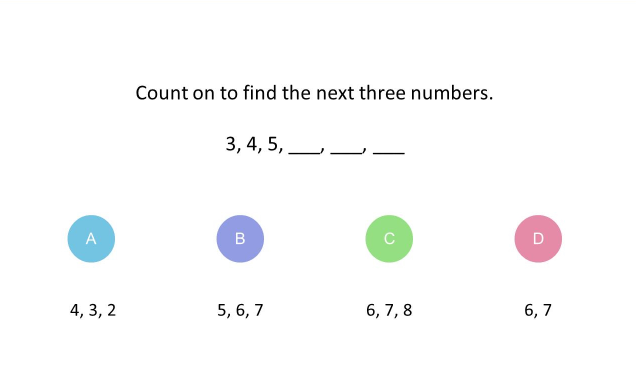 Count on to find the next three numbers.
3, 4, 5, ___, ___, ___
A B C D
4, 3, 2 5, 6, 7 6, 7, 8 6, 7